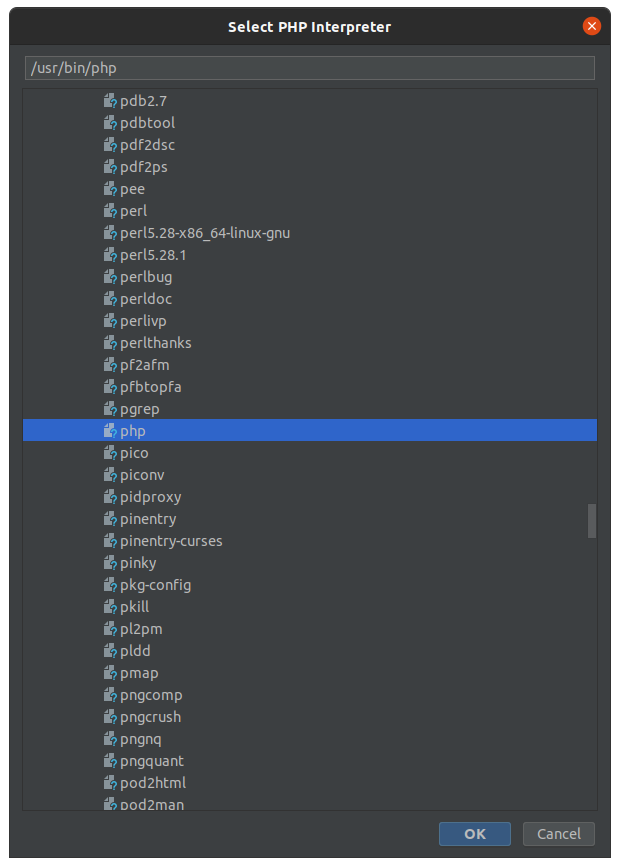 Select PHP Interpreter
/usr/bin/php
pdb2.7
pdbtool
pdf2dsc
pdf2ps
pee
perl
perl5.28-x86_64-linux-gnu
perl5.28.1
perlbug
perldoc
perlivp
perlthanks
pf2afm
pfbtopfa
pgrep
php
pico
piconv
pidproxy
pinentry
pinentry-curses
pinky
pkg-config
pkill
pl2pm
pldd
pmap
pngcomp
pngcrush
pngnq
pngquant
pod2html
pod2man
OK Cancel